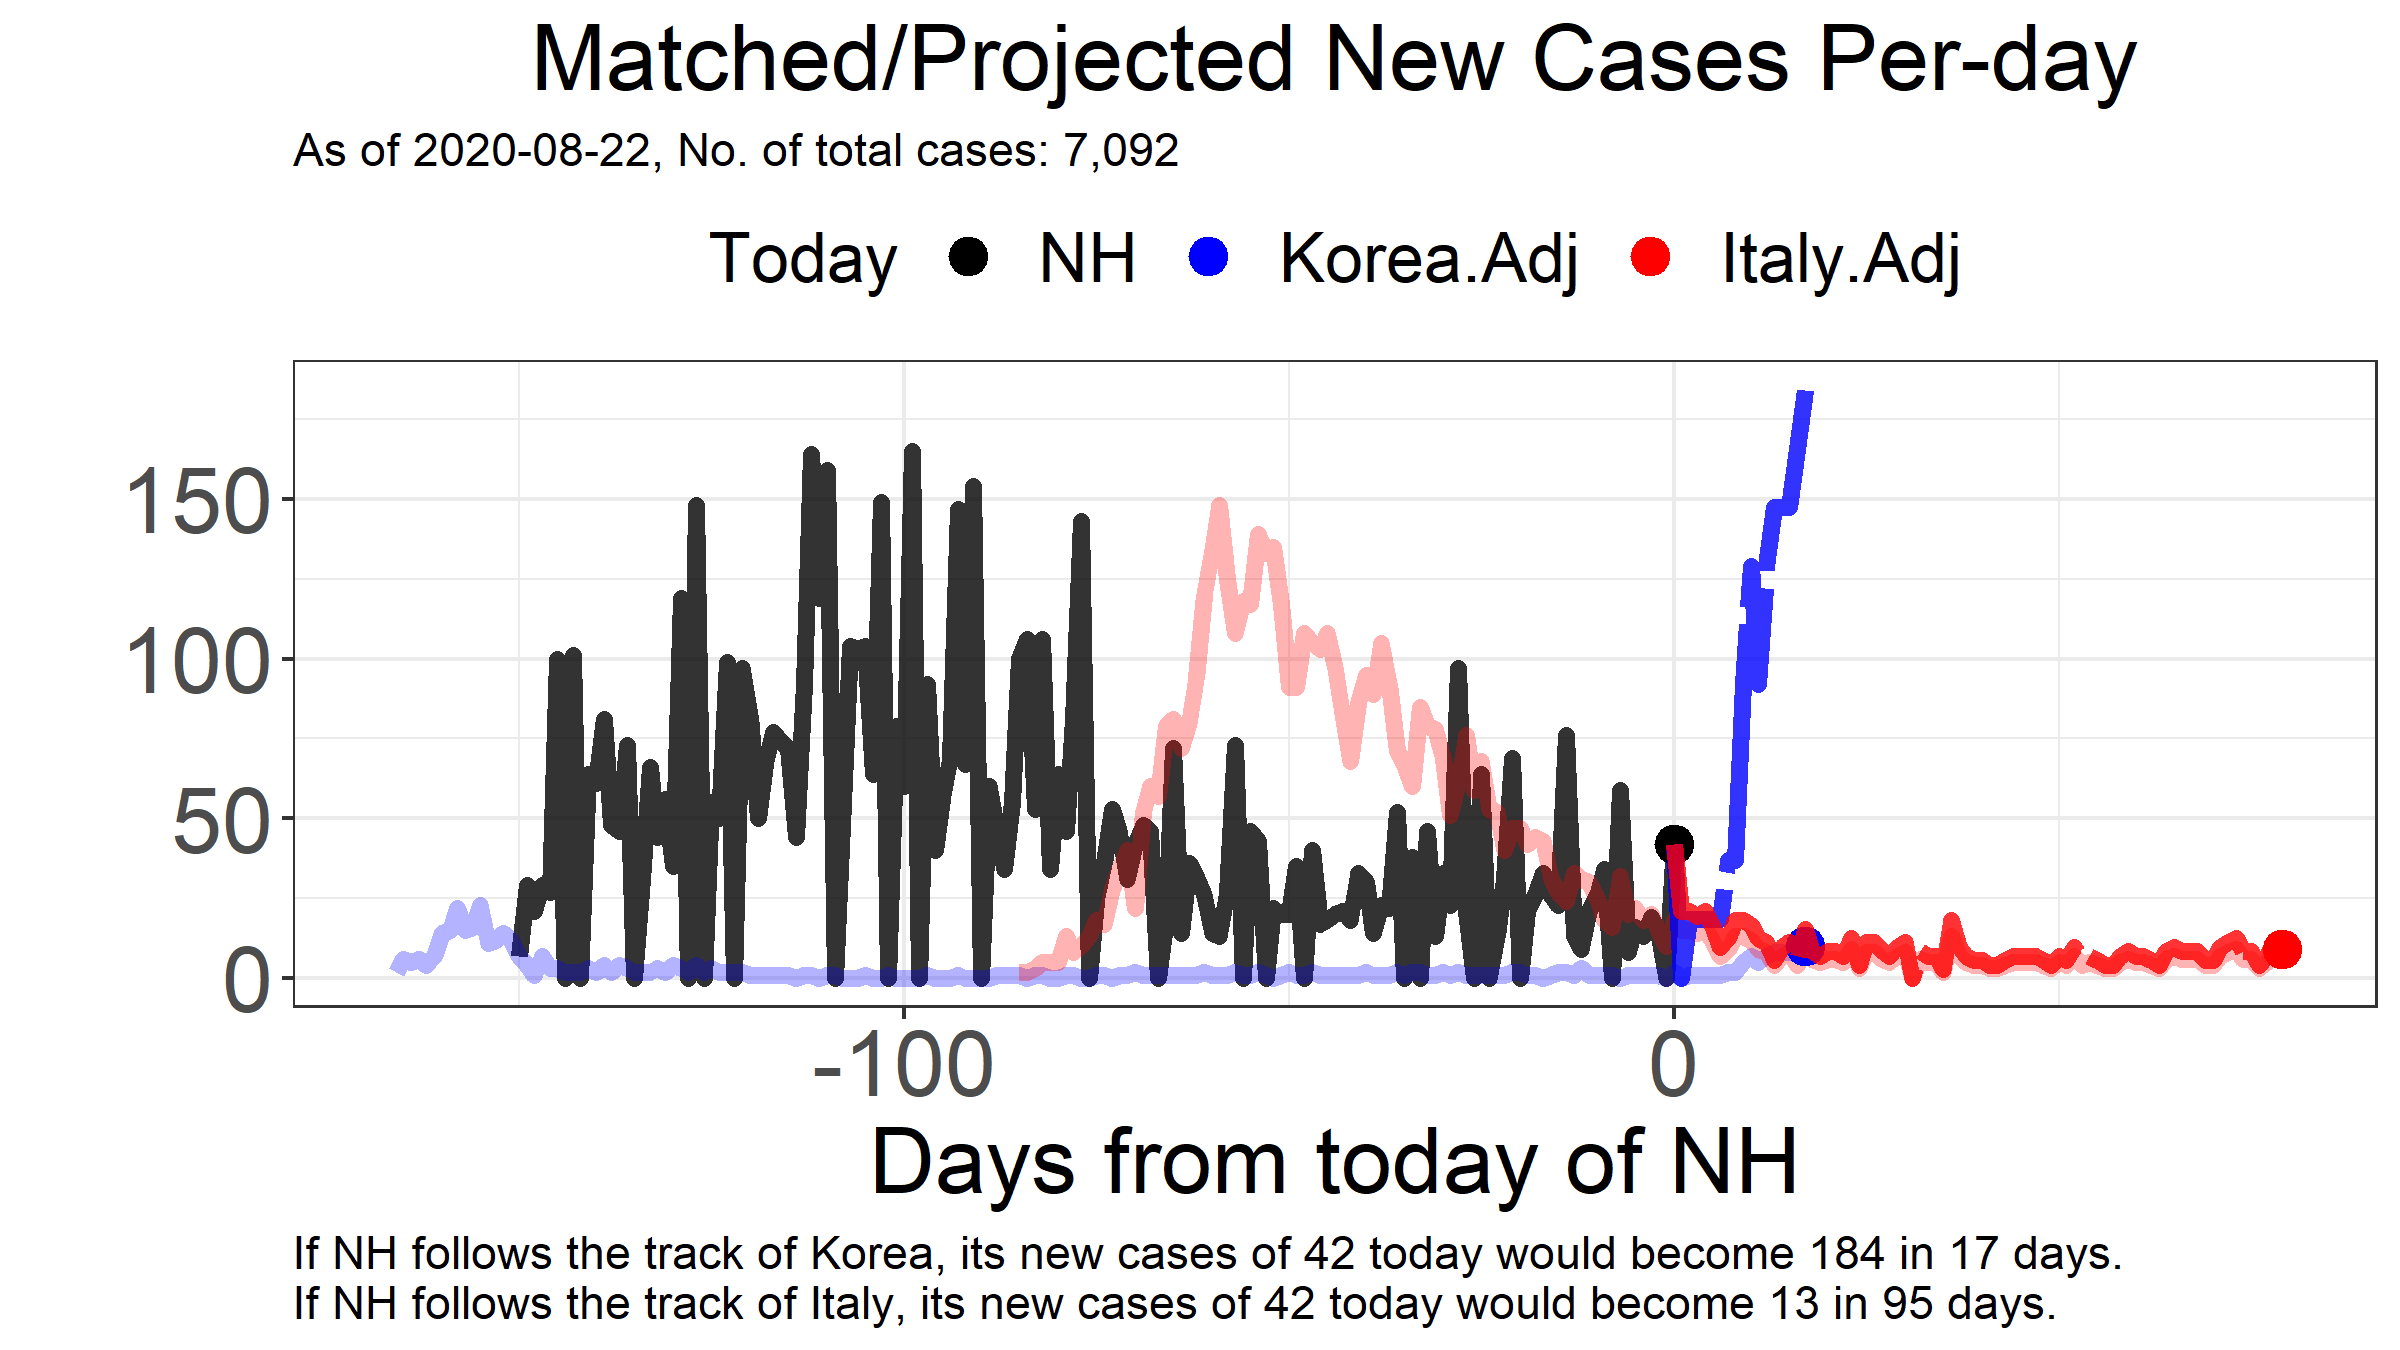 Matched/Projected New Cases Per-day
As of 2020-08-22, No. of total cases: 7,092
Today NH Korea.Adj Italy.Adj
150
100
50
0
-100 0
Days from today of NH
If NH follows the track of Korea, its new cases of 42 today would become 184 in 17 days.
If NH follows the track of Italy, its new cases of 42 today would become 13 in 95 days.